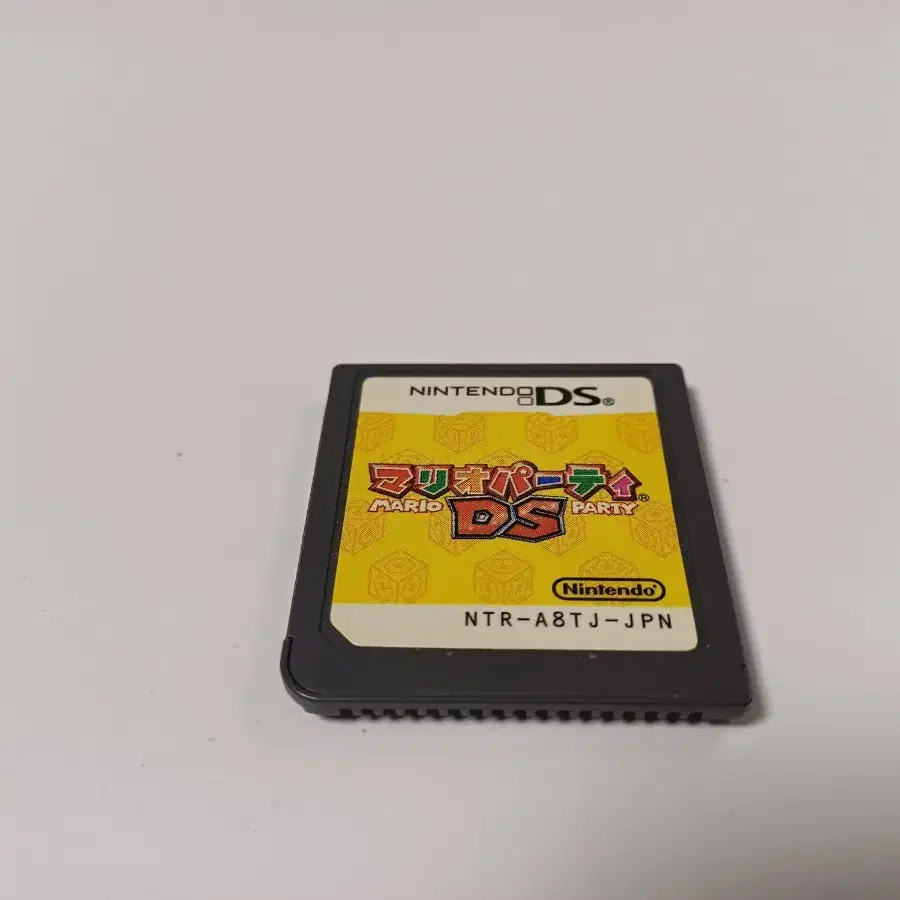 NINTENDO DS®
マリオパーティ®
MARIO DS PARTY
Nintendo®
NTR-A8TJ-JPN